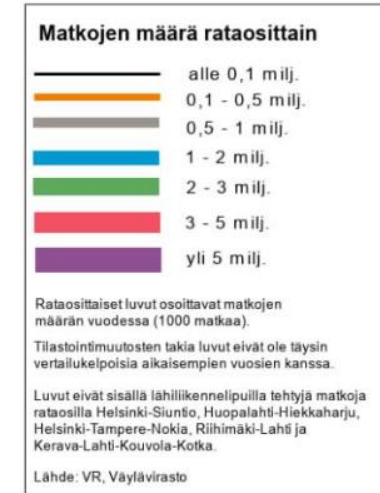 Matkojen määrä rataosittain
alle 0,1 milj.
0,1 - 0,5 milj.
0,5 - 1 milj.
1 - 2 milj.
2 - 3 milj.
3 - 5 milj.
yli 5 milj.
Rataosittaiset luvut osoittavat matkojen
määrän vuodessa (1000 matkaa).
Tilastointimuutosten takia luvut eivät ole täysin
vertailukelpoisia aikaisempien vuosien kanssa.
Luvut eivät sisällä lähiliikennelipuilla tehtyjä matkoja
rataosilla Helsinki-Siuntio, Huopalahti-Hiekkaharju,
Helsinki-Tampere-Nokia, Riihimäki-Lahti ja
Kerava-Lahti-Kouvola-Kotka.
Lähde: VR, Väylävirasto